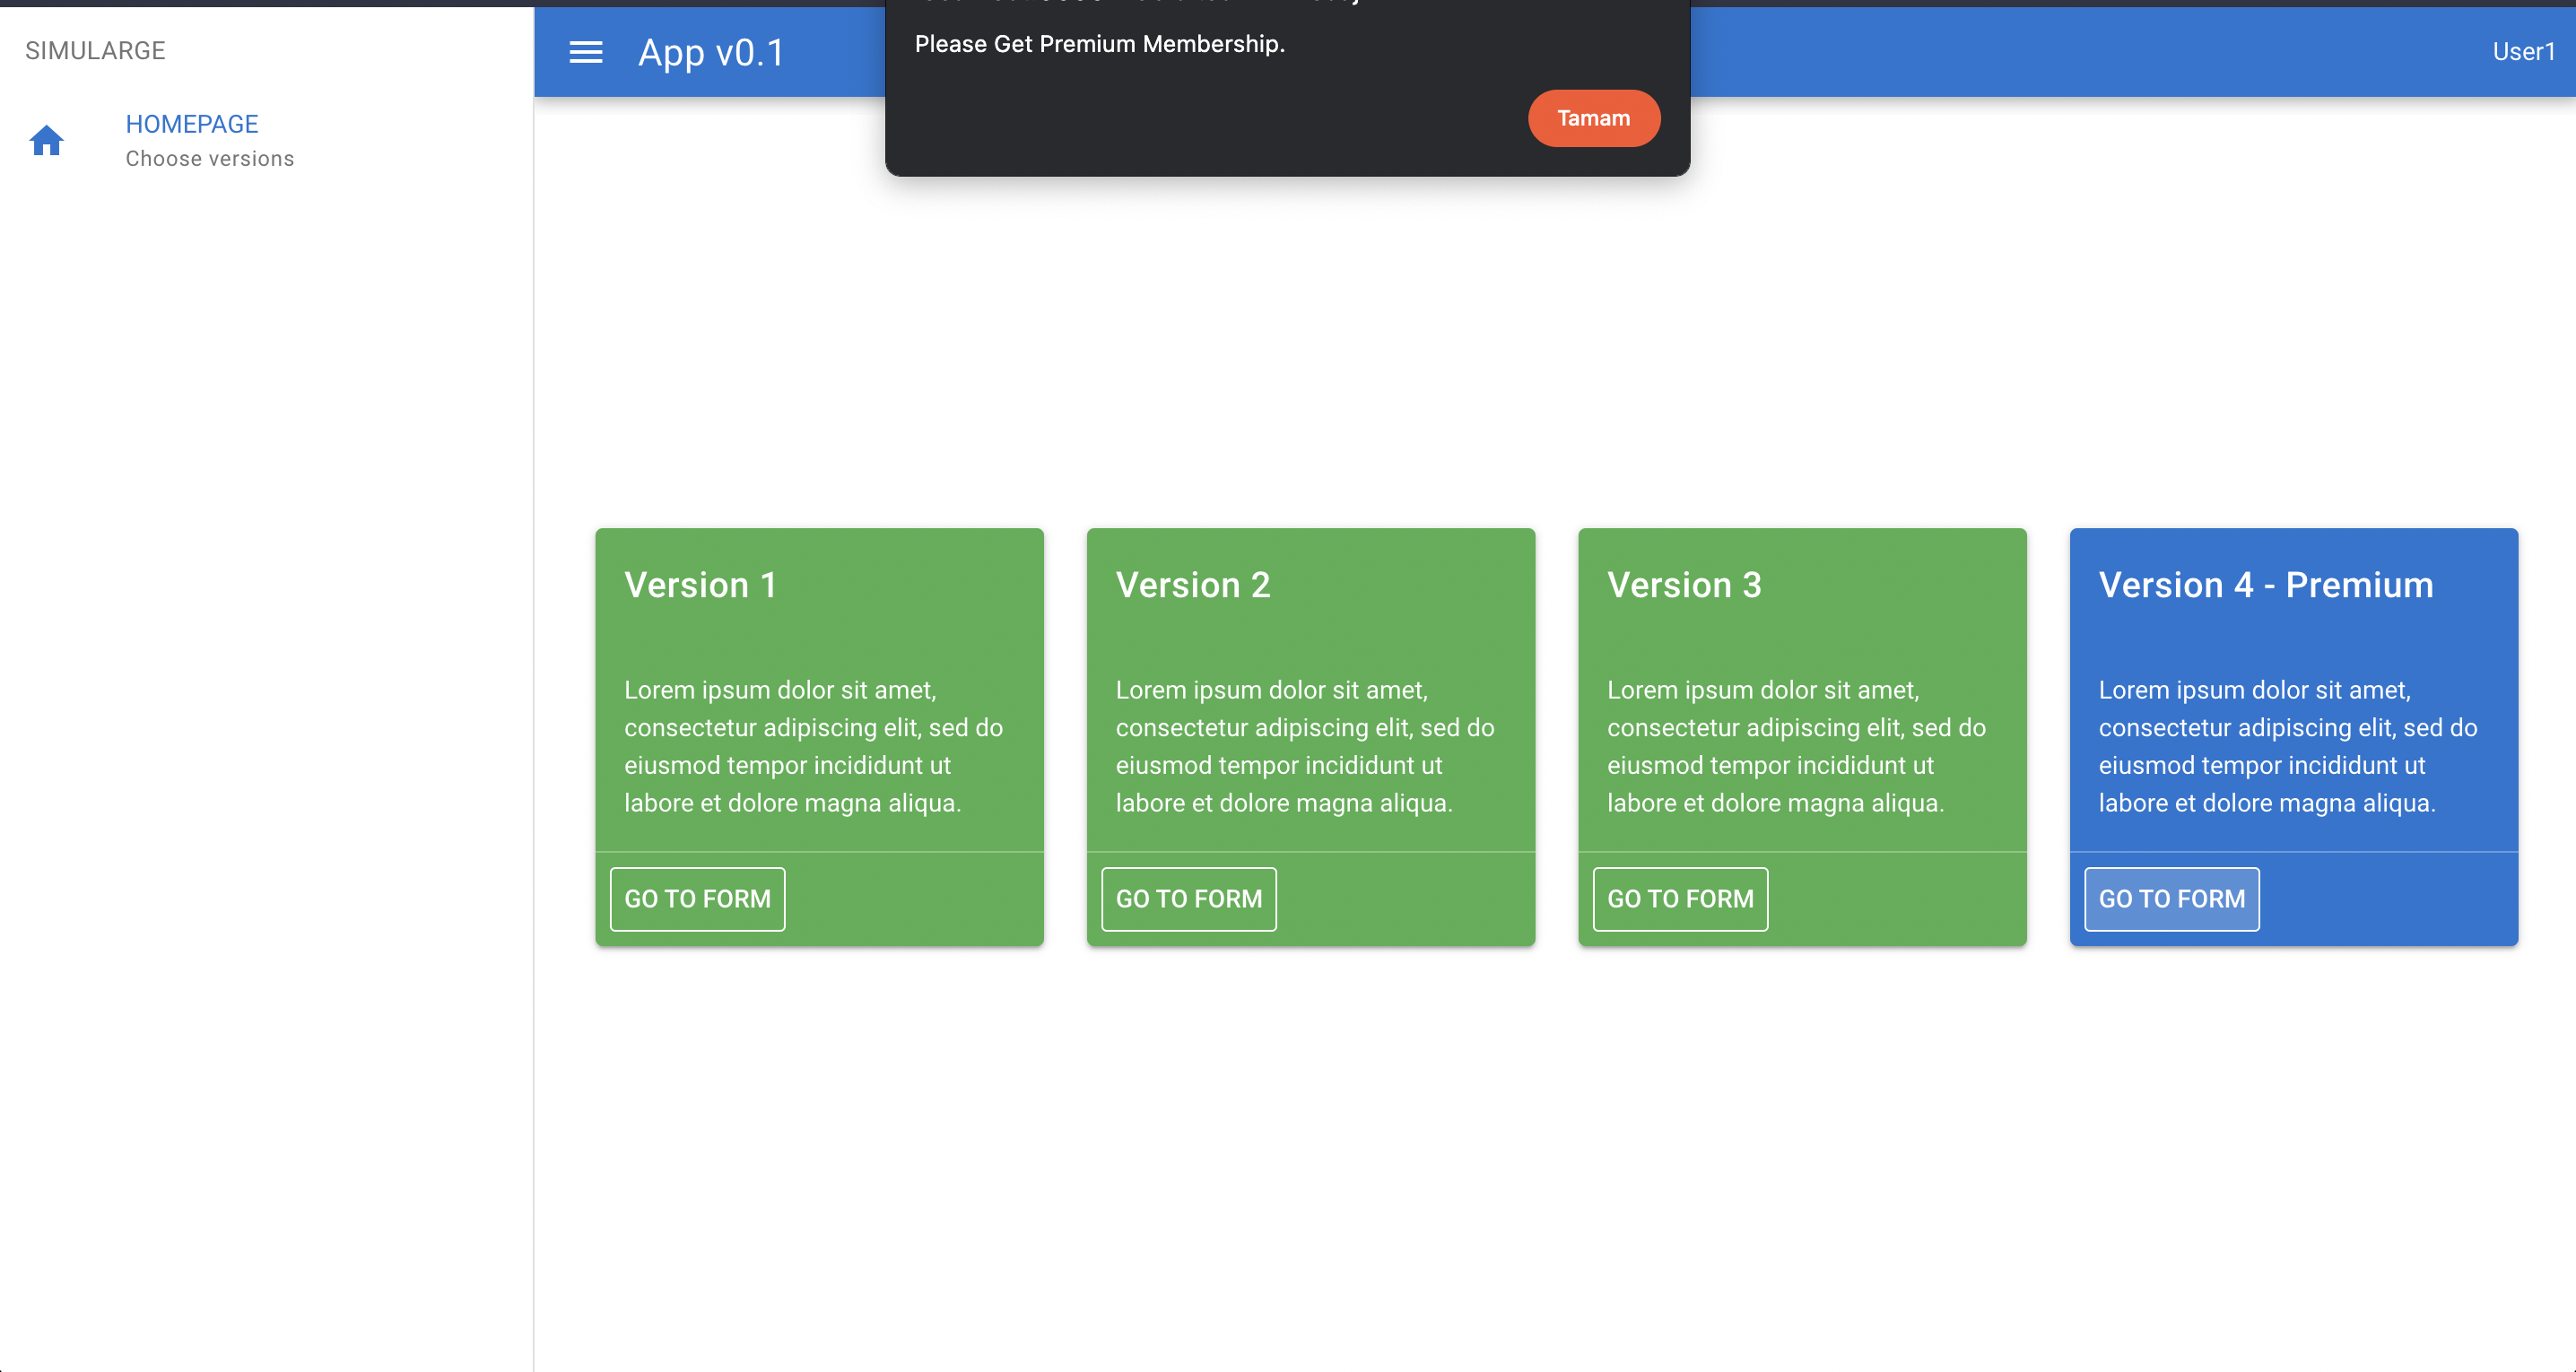 SIMULARGE
HOMEPAGE
Choose versions
App v0.1
User1
Please Get Premium Membership.
Tamam
Version 1
Lorem ipsum dolor sit amet,
consectetur adipiscing elit, sed do
eiusmod tempor incididunt ut
labore et dolore magna aliqua.
GO TO FORM
Version 2
Lorem ipsum dolor sit amet,
consectetur adipiscing elit, sed do
eiusmod tempor incididunt ut
labore et dolore magna aliqua.
GO TO FORM
Version 3
Lorem ipsum dolor sit amet,
consectetur adipiscing elit, sed do
eiusmod tempor incididunt ut
labore et dolore magna aliqua.
GO TO FORM
Version 4 - Premium
Lorem ipsum dolor sit amet,
consectetur adipiscing elit, sed do
eiusmod tempor incididunt ut
labore et dolore magna aliqua.
GO TO FORM